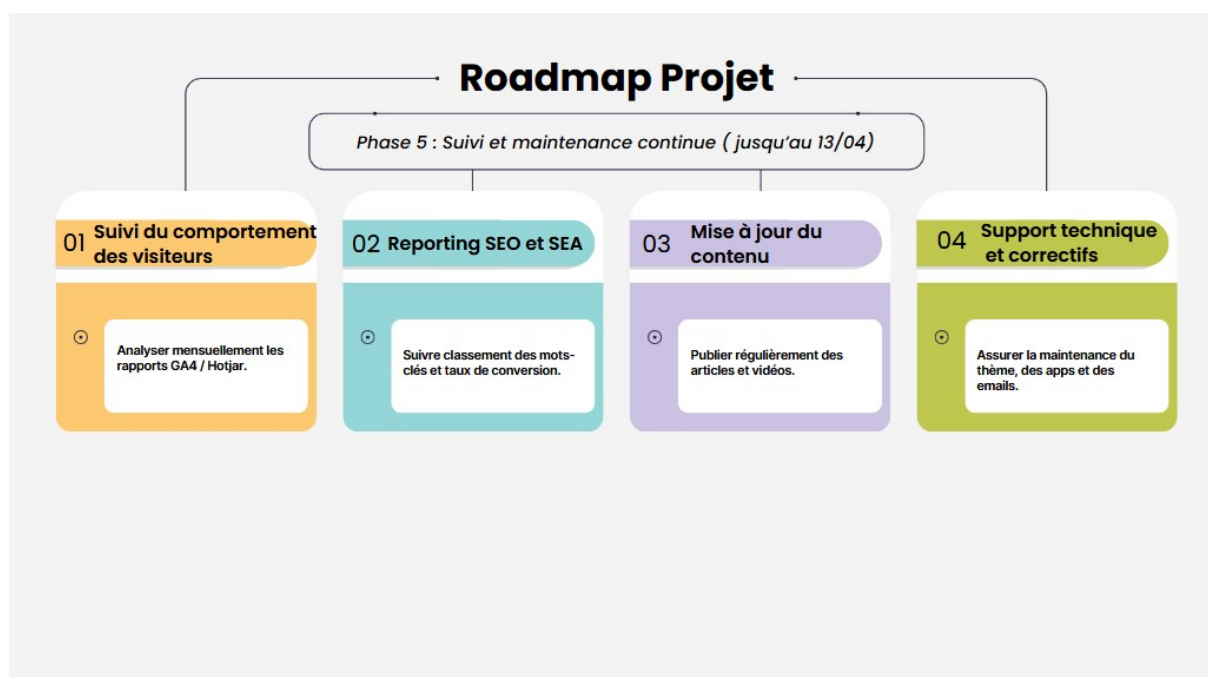 Roadmap Projet
Phase 5 : Suivi et maintenance continue ( jusqu’au 13/04)
01
Suivi du comportement
des visiteurs
Analyser mensuellement les
rapports GA4 / Hotjar.
02
Reporting SEO et SEA
Suivre classement des mots-
clés et taux de conversion.
03
Mise à jour du
contenu
Publier régulièrement des
articles et vidéos.
04
Support technique
et correctifs
Assurer la maintenance du
thème, des apps et des
emails.